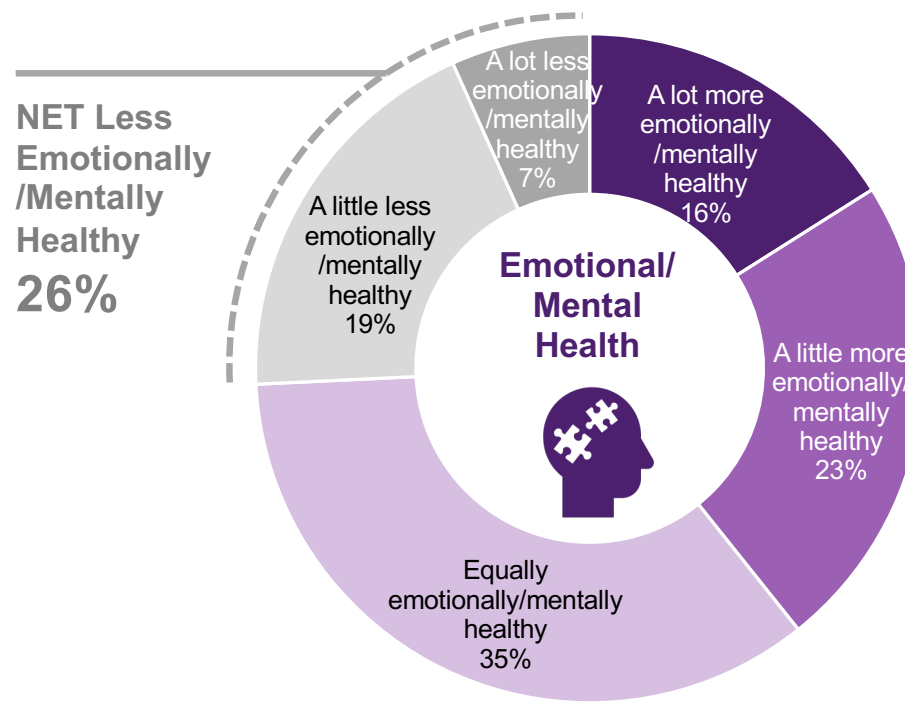 NET Less
Emotionally
/Mentally
Healthy
26%
A lot less
emotionally
/mentally
healthy
7%
A lot more
emotionally
/mentally
healthy
16%
A little less
emotionally
/mentally
healthy
19%
Emotional/
Mental
Health
A little more
emotionally/
mentally
healthy
23%
Equally
emotionally/mentally
healthy
35%